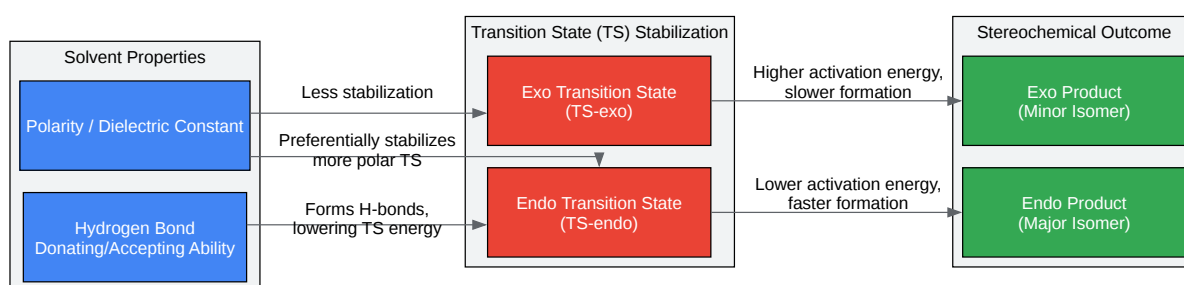 Solvent Properties
Polarity / Dielectric Constant
Hydrogen Bond
Donating/Accepting Ability
Less stabilization
Preferentially stabilizes
more polar TS
Forms H-bonds,
lowering TS energy
Transition State (TS) Stabilization
Exo Transition State
(TS-exo)
Endo Transition State
(TS-endo)
Higher activation energy,
slower formation
Lower activation energy,
faster formation
Stereochemical Outcome
Exo Product
(Minor Isomer)
Endo Product
(Major Isomer)